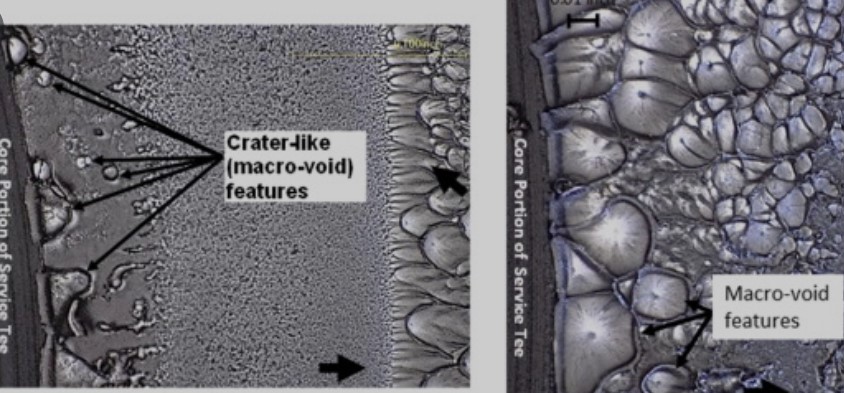 Crater-like
(macro-void)
features
Core Portion of Service Tee
Core Portion of Service Tee
Macro-void
features